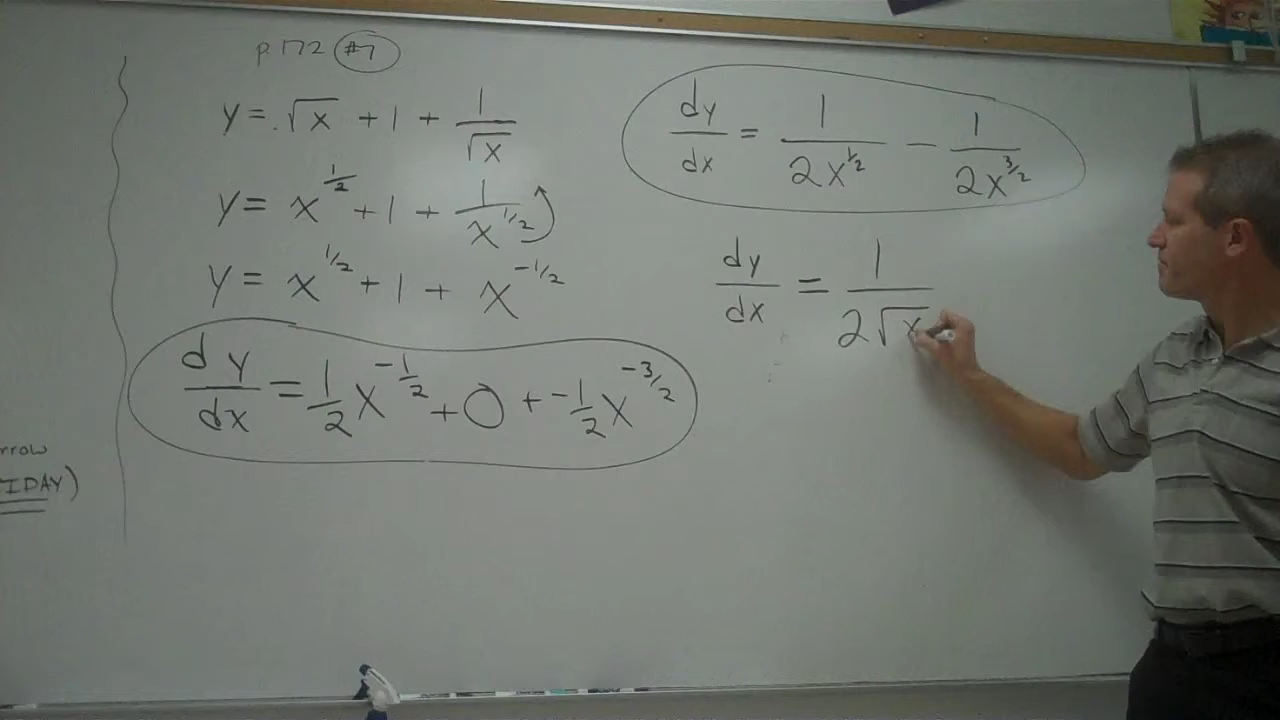 p 172 #7
y = √x + 1 + 1/√x
y = x^1/2 + 1 + 1/x^1/2
y = x^1/2 + 1 + x^-1/2
dy/dx = 1/2 x^-1/2 + 0 + -1/2 x^-3/2
dy/dx = 1/2x^1/2 - 1/2x^3/2
dy/dx = 1/2√x
rrow
IDAY)